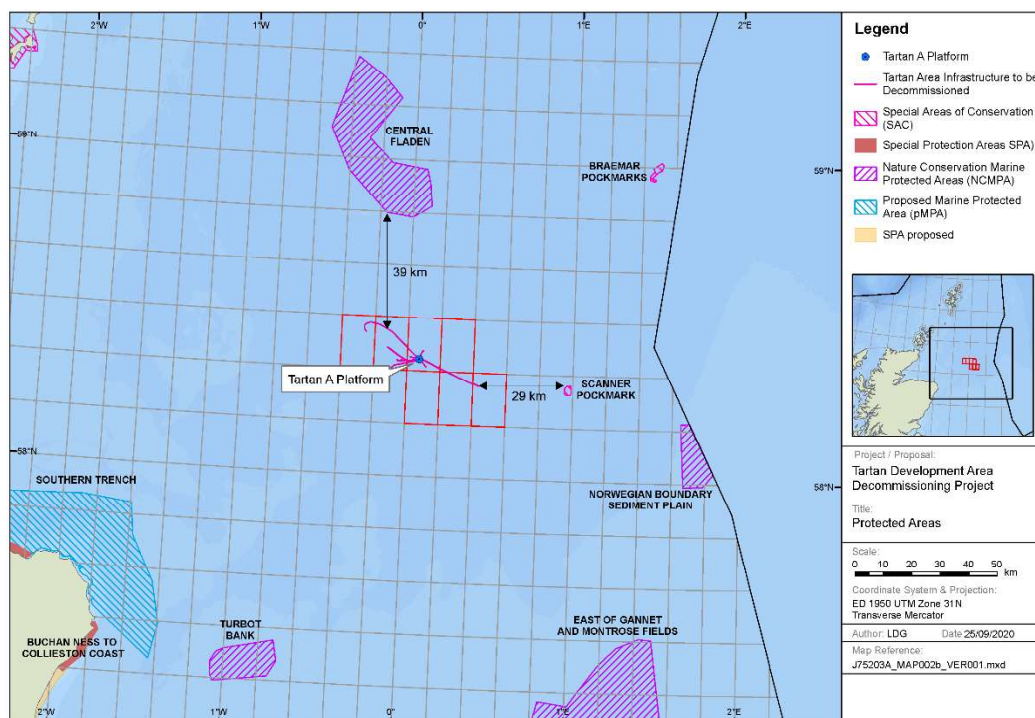 2°W
1°W
0°
1°E
2°E
59°N
59°N
CENTRAL
FLADEN
BRAEMAR
POCKMARKS
39 km
Tartan A Platform
29 km
SCANNER
POCKMARK
58°N
58°N
SOUTHERN TRENCH
NORWEGIAN BOUNDARY
SEDIMENT PLAIN
BUCHAN NESS TO
COLLIESTON COAST
TURBOT
BANK
EAST OF GANNET
AND MONTROSE FIELDS
2°W
1°W
0°
1°E
2°E
Legend
Tartan A Platform
Tartan Area Infrastructure to be
Decommissioned
Special Areas of Conservation
(SAC)
Special Protection Areas SPA)
Nature Conservation Marine
Protected Areas (NCMPA)
Proposed Marine Protected
Area (pMPA)
SPA proposed
Project / Proposal:
Tartan Development Area
Decommissioning Project
Title:
Protected Areas
Scale:
0 10 20 30 40 50
km
Coordinate System & Projection:
ED 1950 UTM Zone 31N
Transverse Mercator
Author: LDG Date 25/09/2020
Map Reference:
J75203A_MAP002b_VER001.mxd